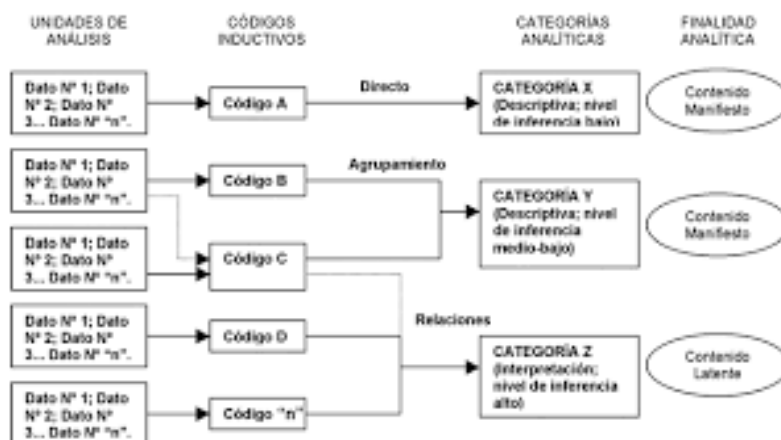 UNIDADES DE
ANÁLISIS
CÓDIGOS
INDUCTIVOS
CATEGORÍAS
ANALÍTICAS
FINALIDAD
ANALÍTICA
Dato Nº 1; Dato
Nº 2; Dato Nº
3... Dato Nº "n".
Código A
Directo
CATEGORÍA X
(Descriptiva; nivel
de inferencia bajo)
Contenido
Manifiesto
Dato Nº 1; Dato
Nº 2; Dato Nº
3... Dato Nº "n".
Código B
Agrupamiento
CATEGORÍA Y
(Descriptiva; nivel
de inferencia
medio-bajo)
Contenido
Manifiesto
Dato Nº 1; Dato
Nº 2; Dato Nº
3... Dato Nº "n".
Código C
Dato Nº 1; Dato
Nº 2; Dato Nº
3... Dato Nº "n".
Código D
Relaciones
CATEGORÍA Z
(Interpretación;
nivel de inferencia
alto)
Contenido
Latente
Dato Nº 1; Dato
Nº 2; Dato Nº
3... Dato Nº "n".
Código "n"